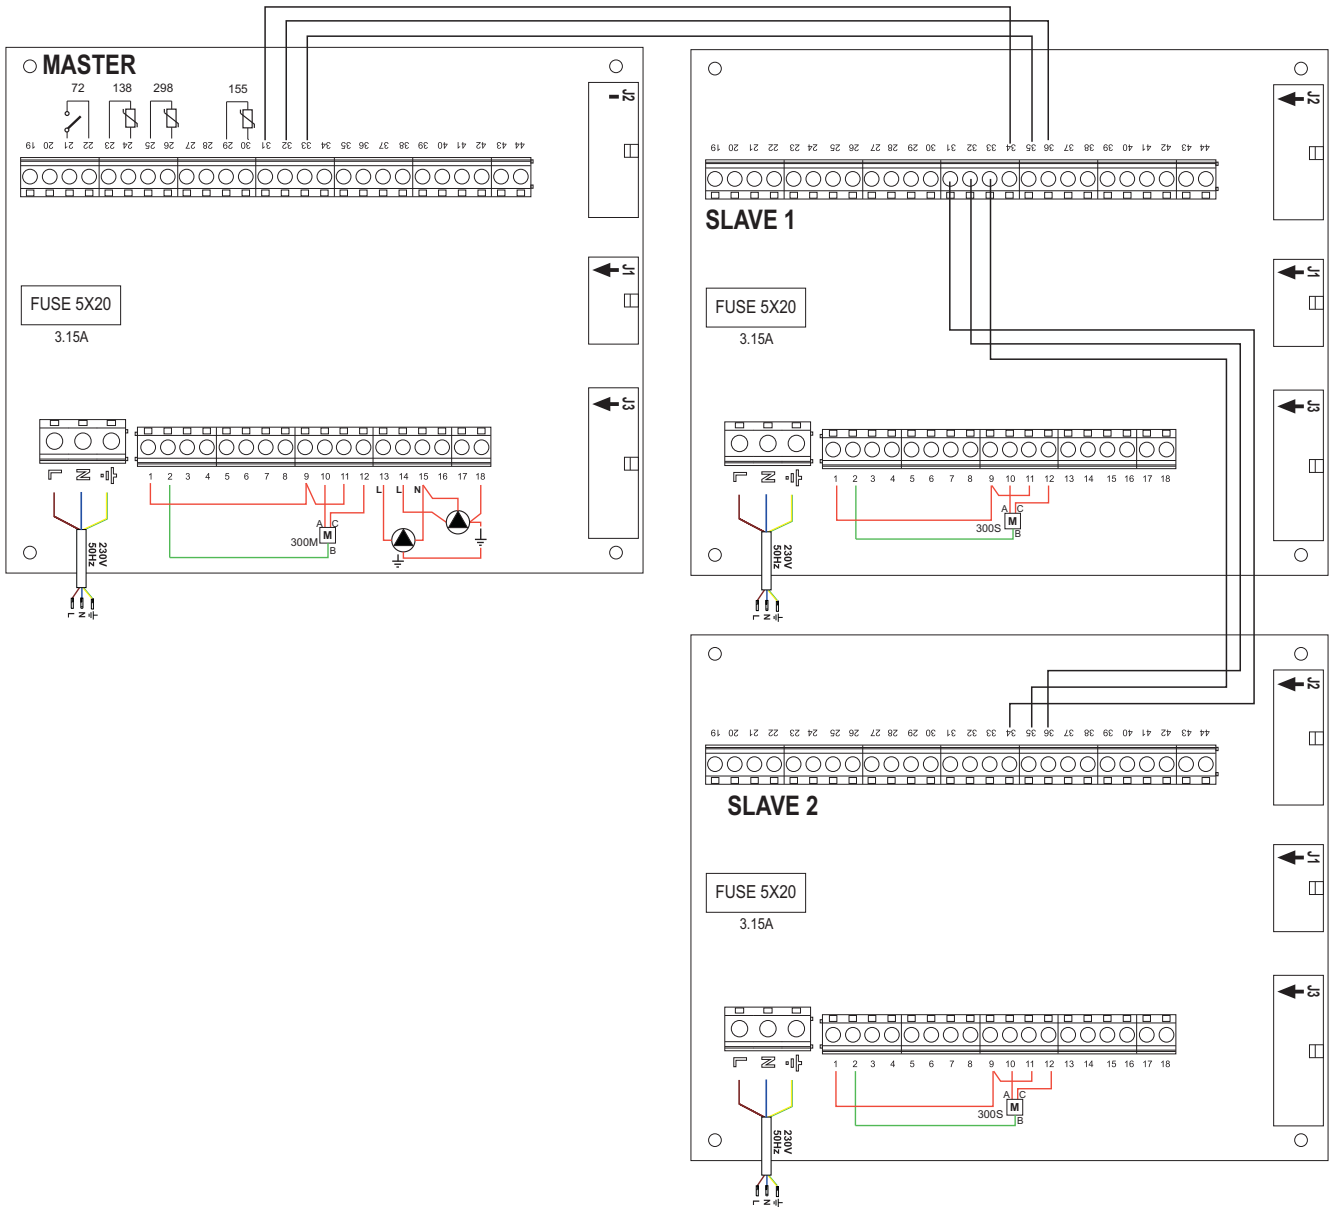 MASTER
72 138 298 155
19 20 21 22 23 24 25 26 27 28 29 30 31 32 33 34 35 36 37 38 39 40 41 42 43 44
J2
J1
FUSE 5X20
3.15A
J3
L N
1 2 3 4 5 6 7 8 9 10 11 12 13 14 15 16 17 18
L L N
A C
300M M
B
230V
50Hz
L N
J2
19 20 21 22 23 24 25 26 27 28 29 30 31 32 33 34 35 36 37 38 39 40 41 42 43 44
SLAVE 1
J1
FUSE 5X20
3.15A
J3
L N
1 2 3 4 5 6 7 8 9 10 11 12 13 14 15 16 17 18
A C
300S M
B
230V
50Hz
L N
J2
19 20 21 22 23 24 25 26 27 28 29 30 31 32 33 34 35 36 37 38 39 40 41 42 43 44
SLAVE 2
J1
FUSE 5X20
3.15A
J3
L N
1 2 3 4 5 6 7 8 9 10 11 12 13 14 15 16 17 18
A C
300S M
B
230V
50Hz
L N